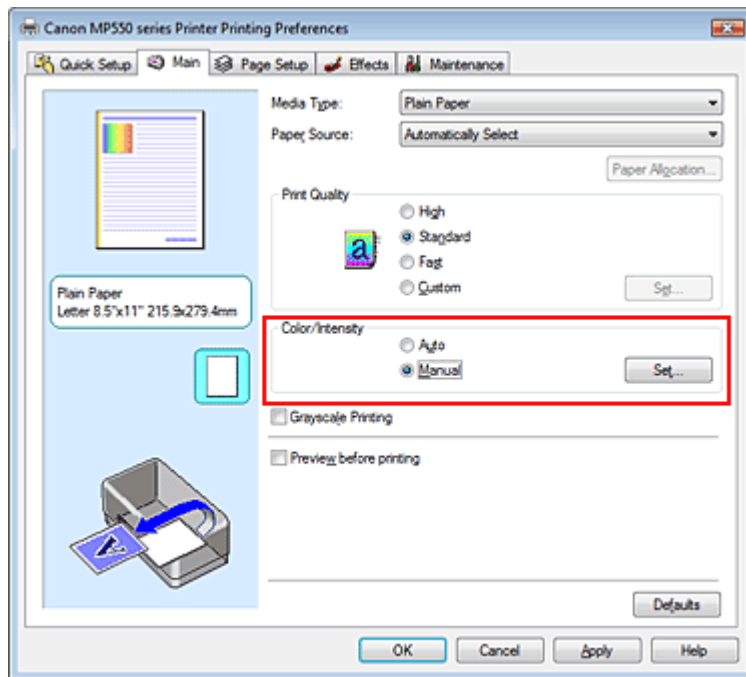 Canon MP550 series Printer Printing Preferences
Quick Setup Main Page Setup Effects Maintenance
Media Type: Plain Paper
Paper Source: Automatically Select
Paper Allocation...
Print Quality
High
a Standard
Fast
Custom Set...
Plain Paper
Letter 8.5"x11" 215.9x279.4mm
Color/Intensity
Auto
Manual Set...
Grayscale Printing
Preview before printing
Defaults
OK Cancel Apply Help